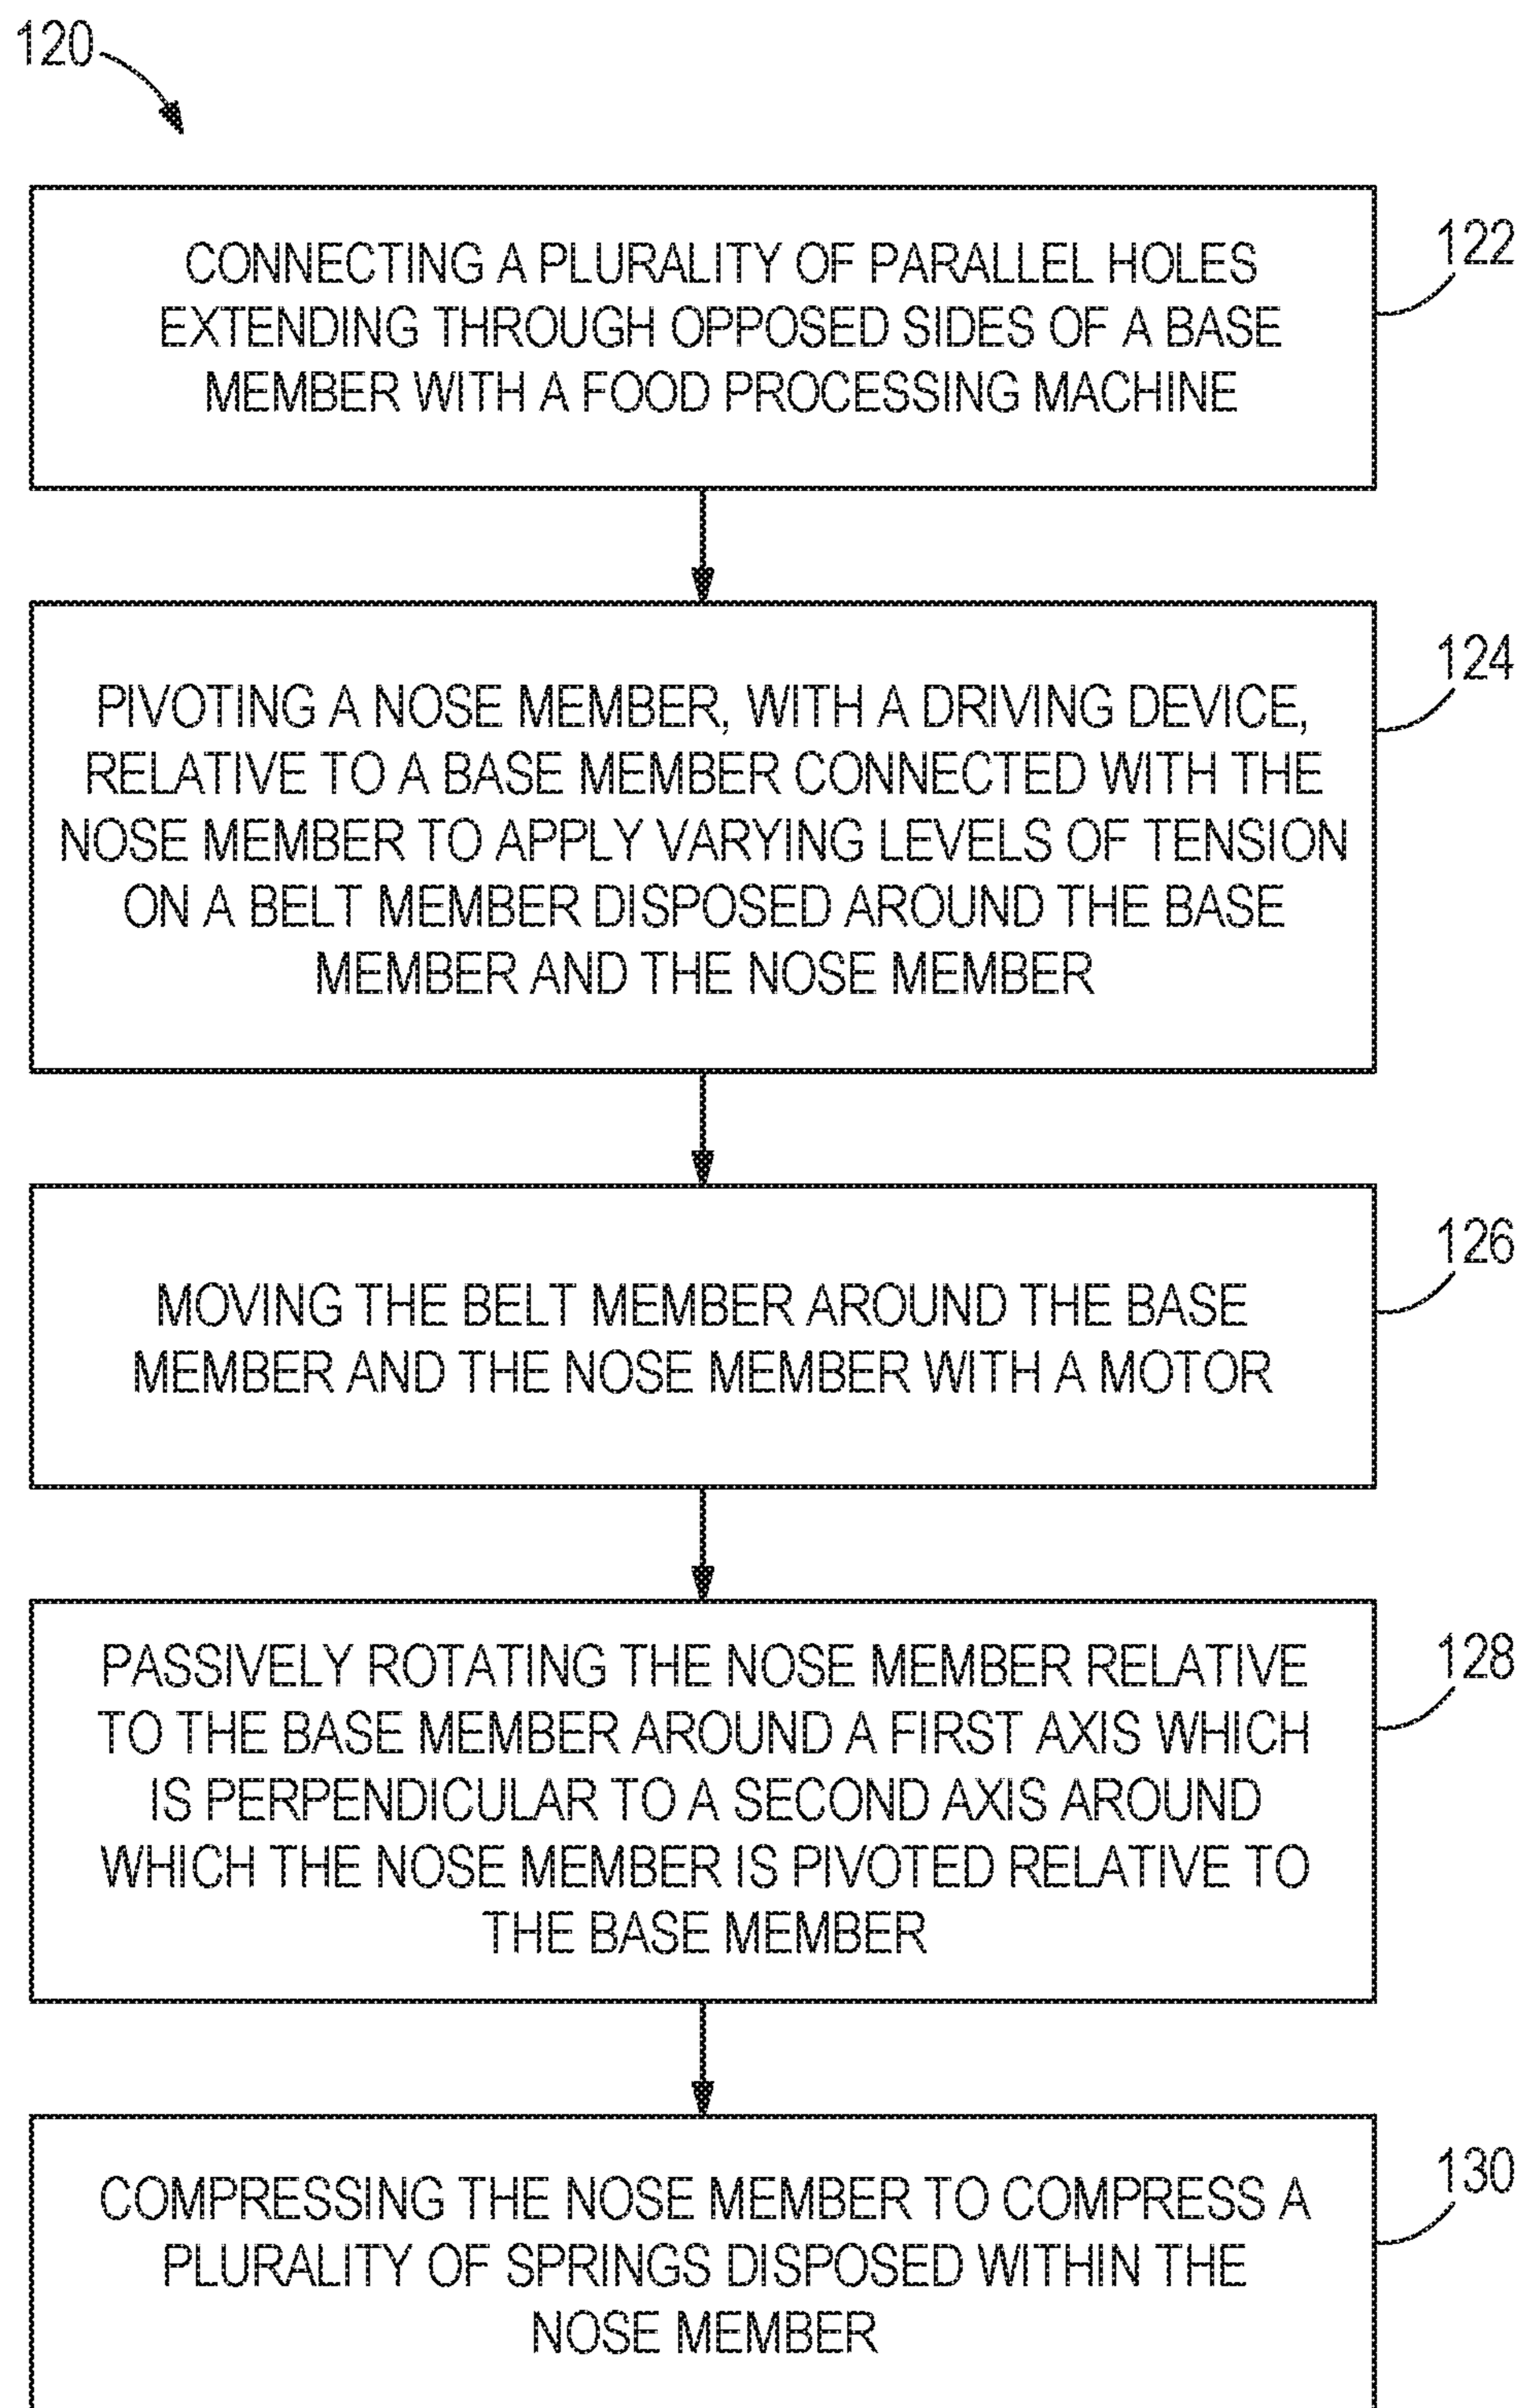 120
CONNECTING A PLURALITY OF PARALLEL HOLES
EXTENDING THROUGH OPPOSED SIDES OF A BASE
MEMBER WITH A FOOD PROCESSING MACHINE
122
PIVOTING A NOSE MEMBER, WITH A DRIVING DEVICE,
RELATIVE TO A BASE MEMBER CONNECTED WITH THE
NOSE MEMBER TO APPLY VARYING LEVELS OF TENSION
ON A BELT MEMBER DISPOSED AROUND THE BASE
MEMBER AND THE NOSE MEMBER
124
MOVING THE BELT MEMBER AROUND THE BASE
MEMBER AND THE NOSE MEMBER WITH A MOTOR
126
PASSIVELY ROTATING THE NOSE MEMBER RELATIVE
TO THE BASE MEMBER AROUND A FIRST AXIS WHICH
IS PERPENDICULAR TO A SECOND AXIS AROUND
WHICH THE NOSE MEMBER IS PIVOTED RELATIVE TO
THE BASE MEMBER
128
COMPRESSING THE NOSE MEMBER TO COMPRESS A
PLURALITY OF SPRINGS DISPOSED WITHIN THE
NOSE MEMBER
130